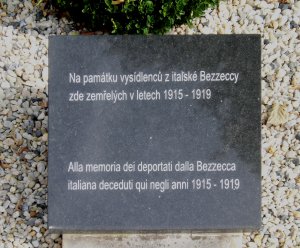 Na památku vysídlenců z italské Bezzeccy
zde zemřelých v letech 1915 - 1919
Alla memoria dei deportati dalla Bezzecca
italiana deceduti qui negli anni 1915 - 1919